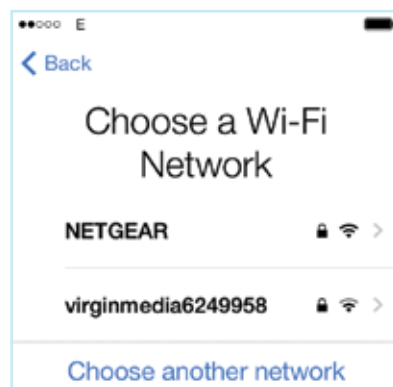 E
Back
Choose a Wi-Fi
Network
NETGEAR
virginmedia6249958
Choose another network